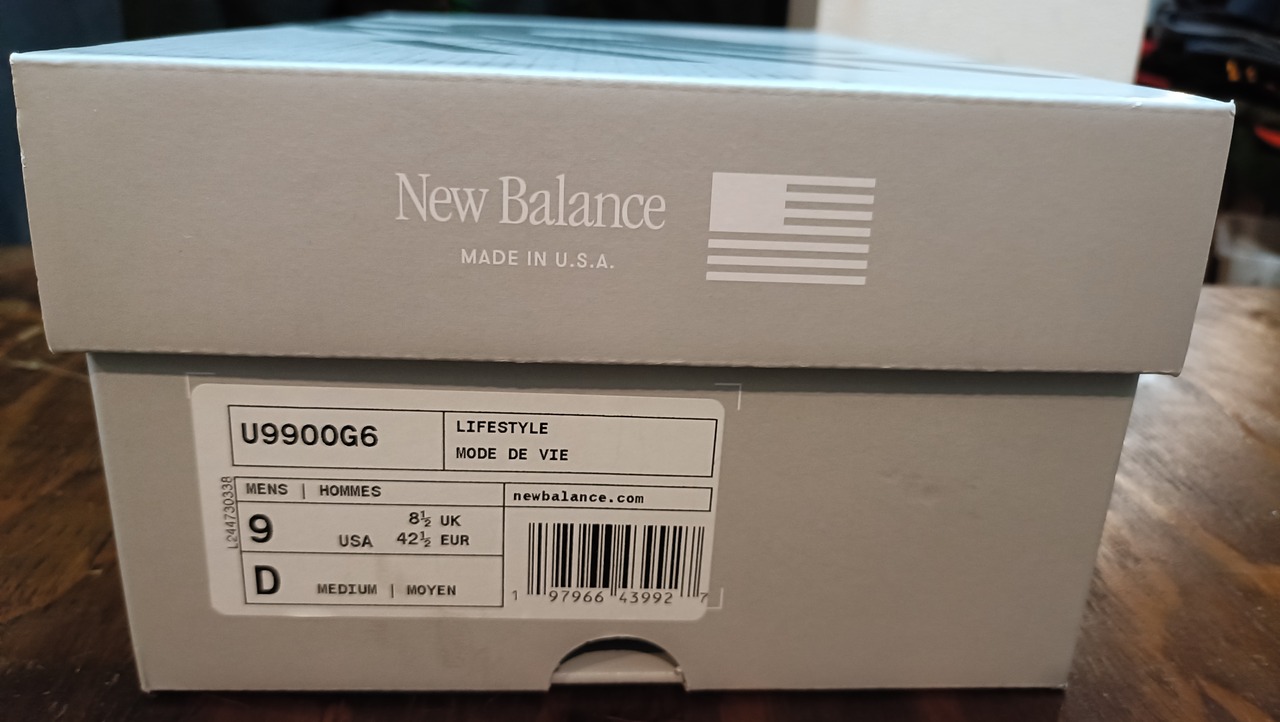 New Balance
MADE IN U.S.A.
U9900G6
LIFESTYLE
MODE DE VIE
L244730338
MENS | HOMMES
newbalance.com
9
8½ UK
USA 42½ EUR
D
MEDIUM | MOYEN
1 97966 43992 7